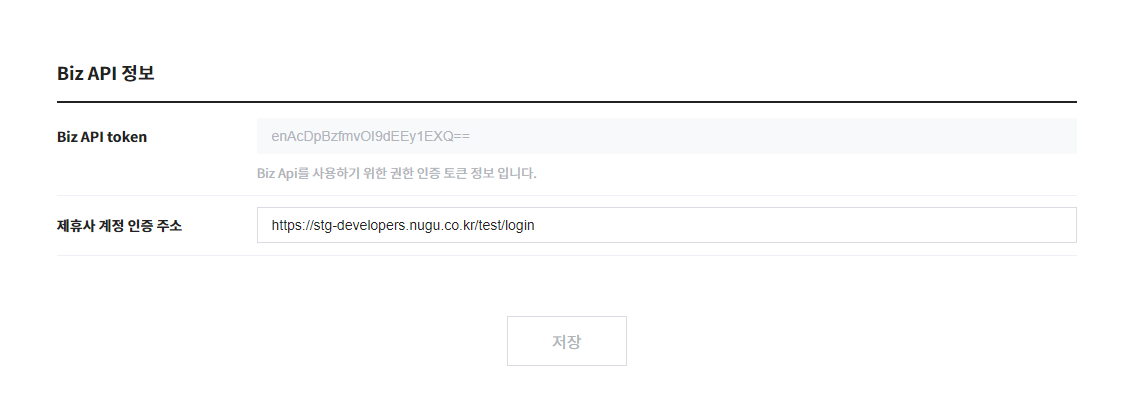 Biz API 정보
Biz API token
enAcDpBzfmvOI9dEEy1EXQ==
Biz Api를 사용하기 위한 권한 인증 토큰 정보 입니다.
제휴사 계정 인증 주소
https://stg-developers.nugu.co.kr/test/login
저장